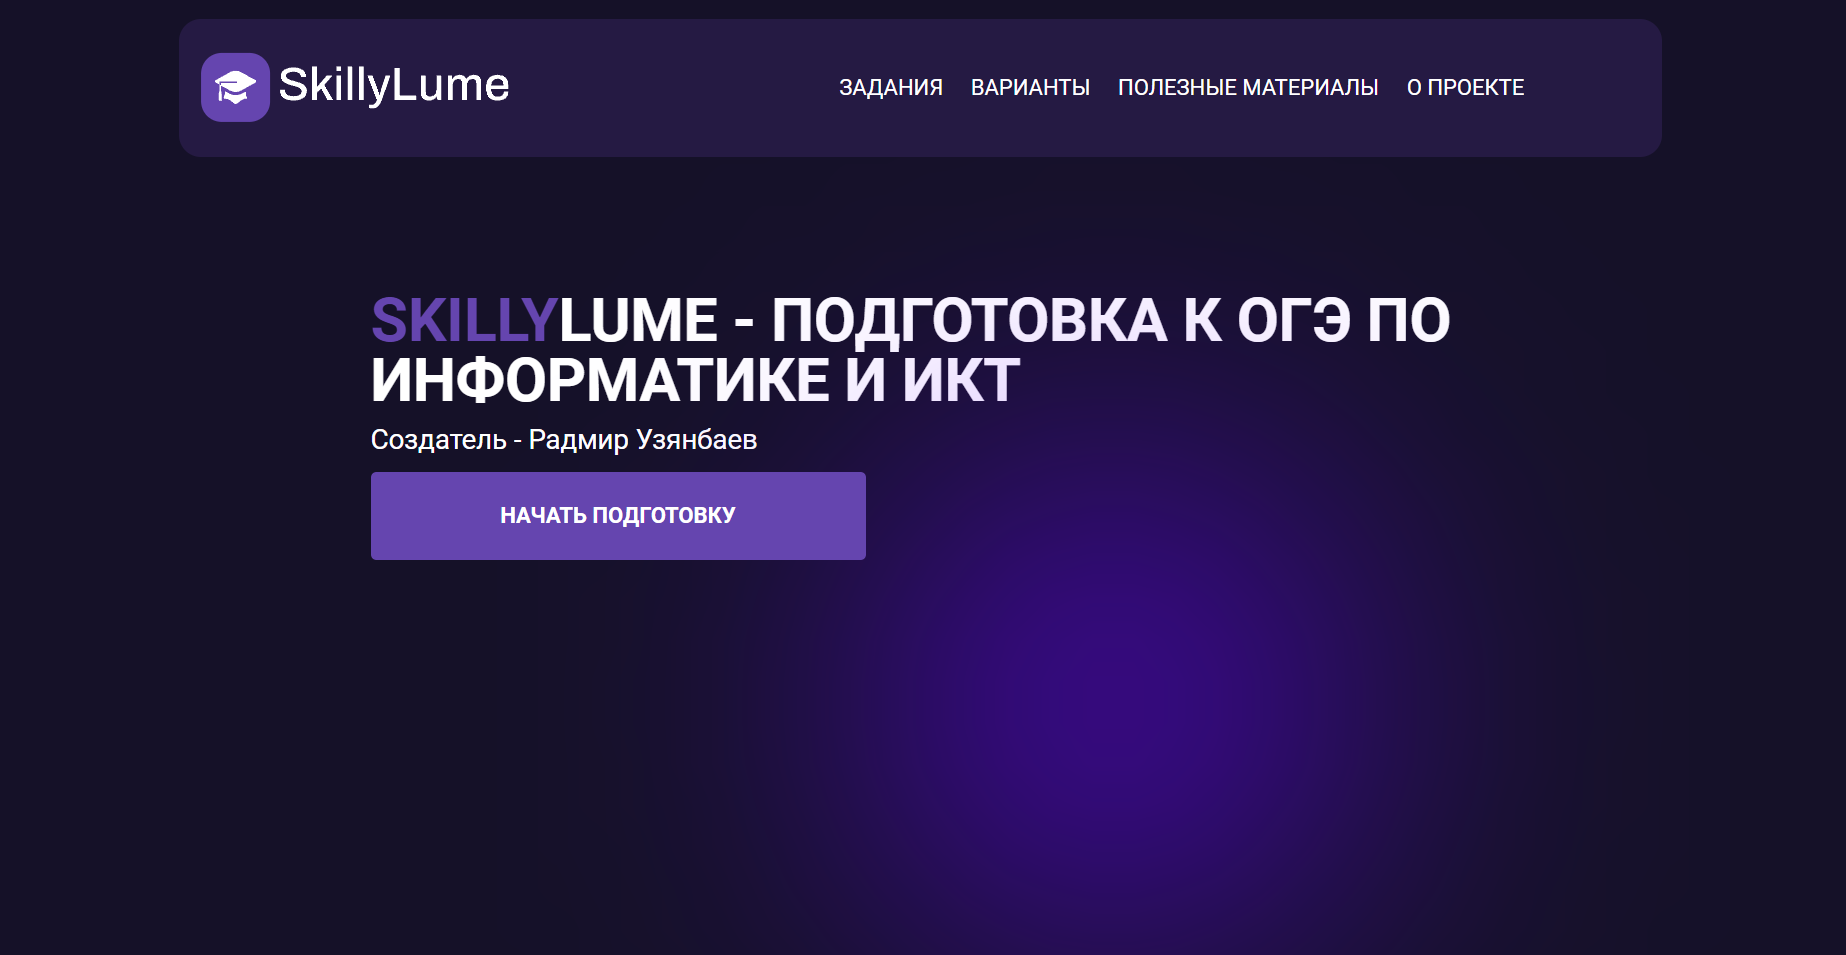 SkillyLume
ЗАДАНИЯ ВАРИАНТЫ ПОЛЕЗНЫЕ МАТЕРИАЛЫ О ПРОЕКТЕ
SKILLYLUME - ПОДГОТОВКА К ОГЭ ПО
ИНФОРМАТИКЕ И ИКТ
Создатель - Радмир Узянбаев
НАЧАТЬ ПОДГОТОВКУ